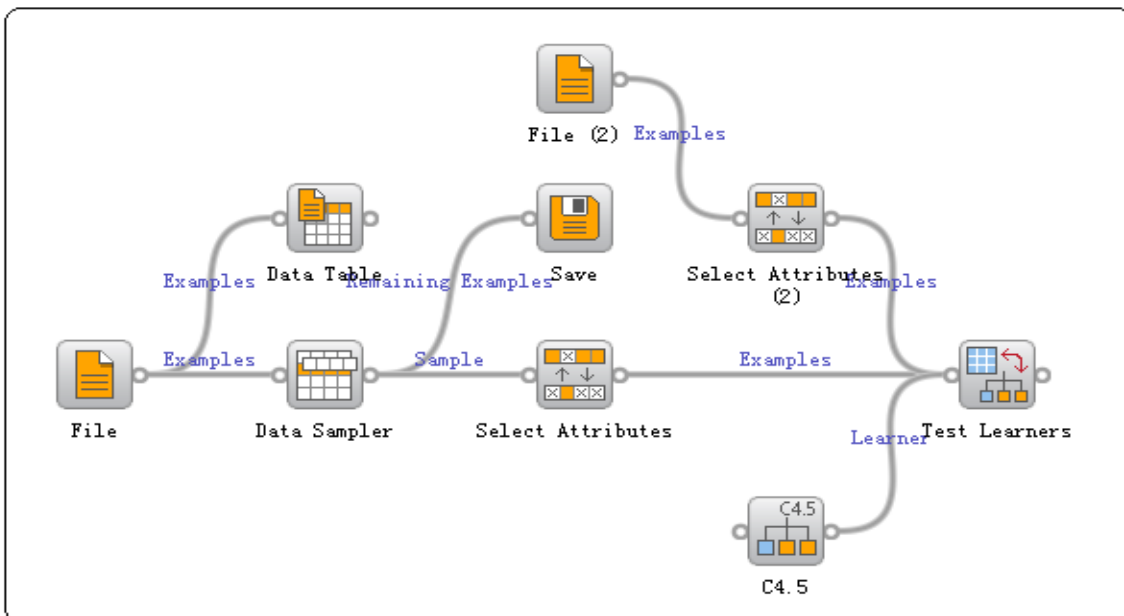 File (2)
Examples
Data Table
Save
Select Attributes
(2)
Examples
Remaining Examples
Examples
Examples
Sample
Examples
File
Data Sampler
Select Attributes
Test Learners
Learner
C4.5
C4.5